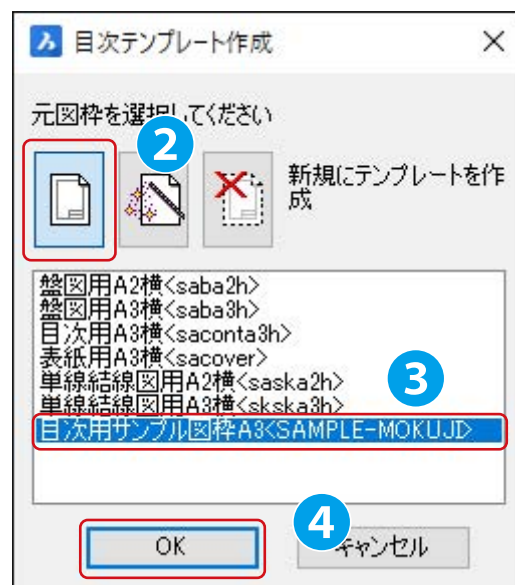 目次テンプレート作成
元図枠を選択してください
2
新規にテンプレートを作
成
盤図用A2横<saba2h>
盤図用A3横<saba3h>
目次用A3横<saconta3h>
表紙用A3横<sacover>
単線結線図用A2横<saska2h>
単線結線図用A3横<skska3h>
3
目次用サンプル図枠A3<SAMPLE-MOKUJI>
4
OK
キャンセル